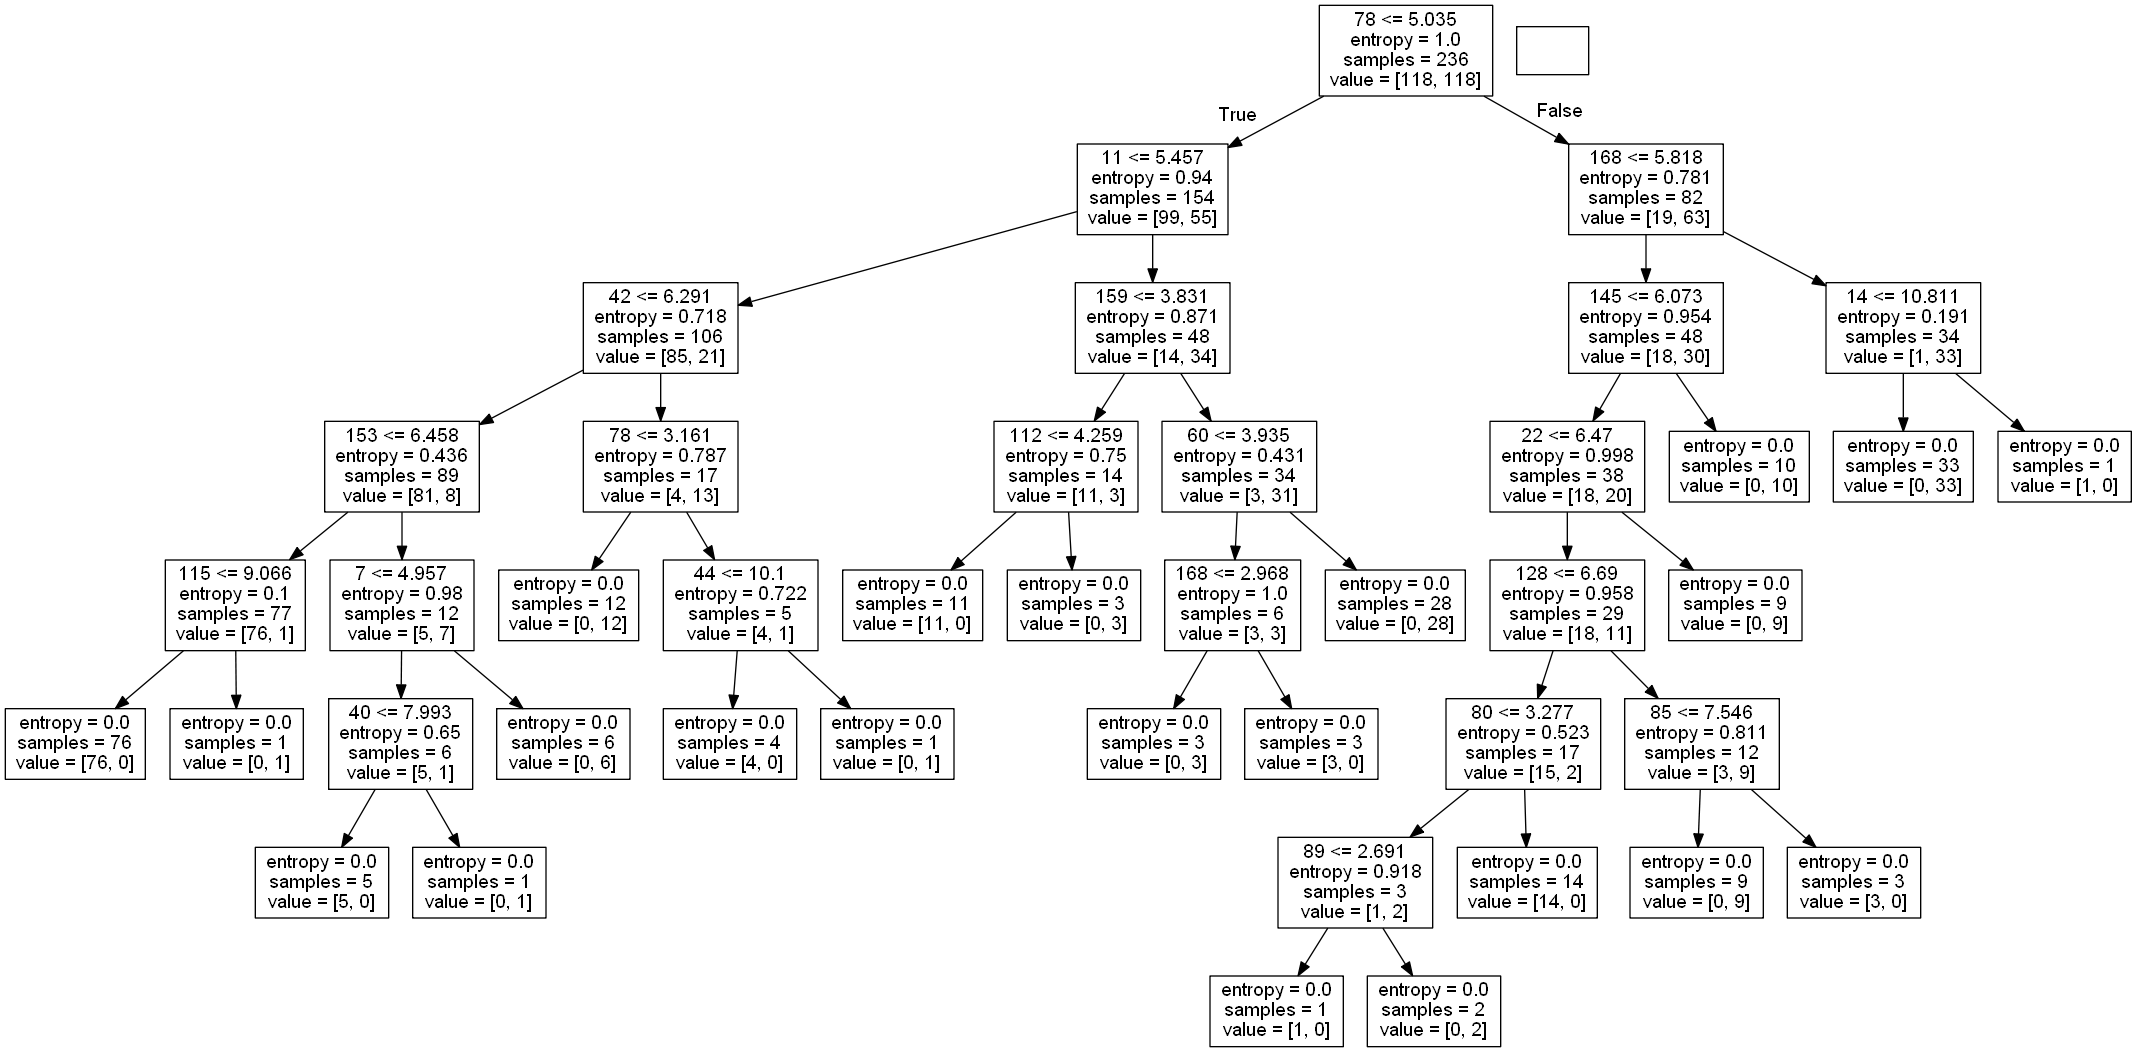 78 <= 5.035
entropy = 1.0
samples = 236
value = [118, 118]
True
False
11 <= 5.457
entropy = 0.94
samples = 154
value = [99, 55]
168 <= 5.818
entropy = 0.781
samples = 82
value = [19, 63]
42 <= 6.291
entropy = 0.718
samples = 106
value = [85, 21]
159 <= 3.831
entropy = 0.871
samples = 48
value = [14, 34]
145 <= 6.073
entropy = 0.954
samples = 48
value = [18, 30]
14 <= 10.811
entropy = 0.191
samples = 34
value = [1, 33]
153 <= 6.458
entropy = 0.436
samples = 89
value = [81, 8]
78 <= 3.161
entropy = 0.787
samples = 17
value = [4, 13]
112 <= 4.259
entropy = 0.75
samples = 14
value = [11, 3]
60 <= 3.935
entropy = 0.431
samples = 34
value = [3, 31]
22 <= 6.47
entropy = 0.998
samples = 38
value = [18, 20]
entropy = 0.0
samples = 10
value = [0, 10]
entropy = 0.0
samples = 33
value = [0, 33]
entropy = 0.0
samples = 1
value = [1, 0]
115 <= 9.066
entropy = 0.1
samples = 77
value = [76, 1]
7 <= 4.957
entropy = 0.98
samples = 12
value = [5, 7]
entropy = 0.0
samples = 12
value = [0, 12]
44 <= 10.1
entropy = 0.722
samples = 5
value = [4, 1]
entropy = 0.0
samples = 11
value = [11, 0]
entropy = 0.0
samples = 3
value = [0, 3]
168 <= 2.968
entropy = 1.0
samples = 6
value = [3, 3]
entropy = 0.0
samples = 28
value = [0, 28]
128 <= 6.69
entropy = 0.958
samples = 29
value = [18, 11]
entropy = 0.0
samples = 9
value = [0, 9]
entropy = 0.0
samples = 76
value = [76, 0]
entropy = 0.0
samples = 1
value = [0, 1]
40 <= 7.993
entropy = 0.65
samples = 6
value = [5, 1]
entropy = 0.0
samples = 6
value = [0, 6]
entropy = 0.0
samples = 4
value = [4, 0]
entropy = 0.0
samples = 1
value = [0, 1]
entropy = 0.0
samples = 3
value = [0, 3]
entropy = 0.0
samples = 3
value = [3, 0]
80 <= 3.277
entropy = 0.523
samples = 17
value = [15, 2]
85 <= 7.546
entropy = 0.811
samples = 12
value = [3, 9]
entropy = 0.0
samples = 5
value = [5, 0]
entropy = 0.0
samples = 1
value = [0, 1]
89 <= 2.691
entropy = 0.918
samples = 3
value = [1, 2]
entropy = 0.0
samples = 14
value = [14, 0]
entropy = 0.0
samples = 9
value = [0, 9]
entropy = 0.0
samples = 3
value = [3, 0]
entropy = 0.0
samples = 1
value = [1, 0]
entropy = 0.0
samples = 2
value = [0, 2]